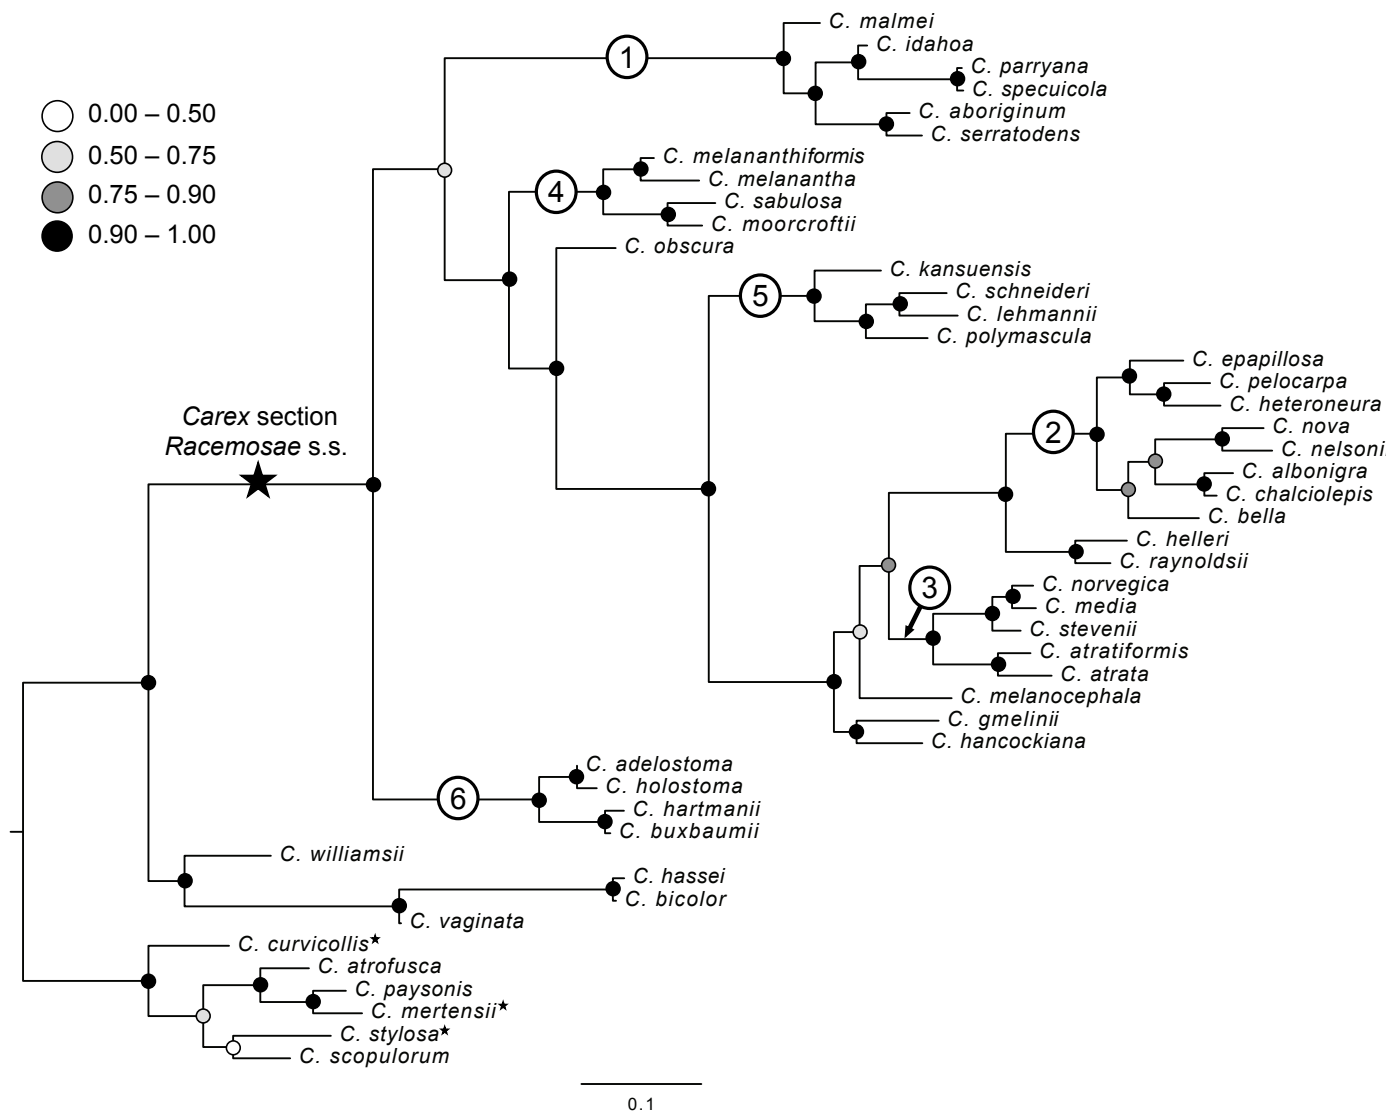 C. malmei
1
C. idahoa
C. parryana
C. specuicola
0.00 – 0.50
C. aboriginum
C. serratodens
0.50 – 0.75
C. melananthiformis
C. melanantha
0.75 – 0.90
4
C. sabulosa
C. moorcroftii
0.90 – 1.00
C. obscura
C. kansuensis
5
C. schneideri
C. lehmannii
C. polymascula
C. epapillosa
C. pelocarpa
C. heteroneura
Carex section
Racemosae s.s.
2
C. nova
C. nelsonii
C. albonigra
C. chalciolepis
C. bella
C. helleri
C. raynoldsii
3
C. norvegica
C. media
C. stevenii
C. atratiformis
C. atrata
C. melanocephala
C. gmelinii
C. hancockiana
C. adelostoma
C. holostoma
6
C. hartmanii
C. buxbaumii
C. williamsii
C. hassei
C. bicolor
C. vaginata
C. curvicollis★
C. atrofusca
C. paysonis
C. mertensii★
C. stylosa★
C. scopulorum
0.1